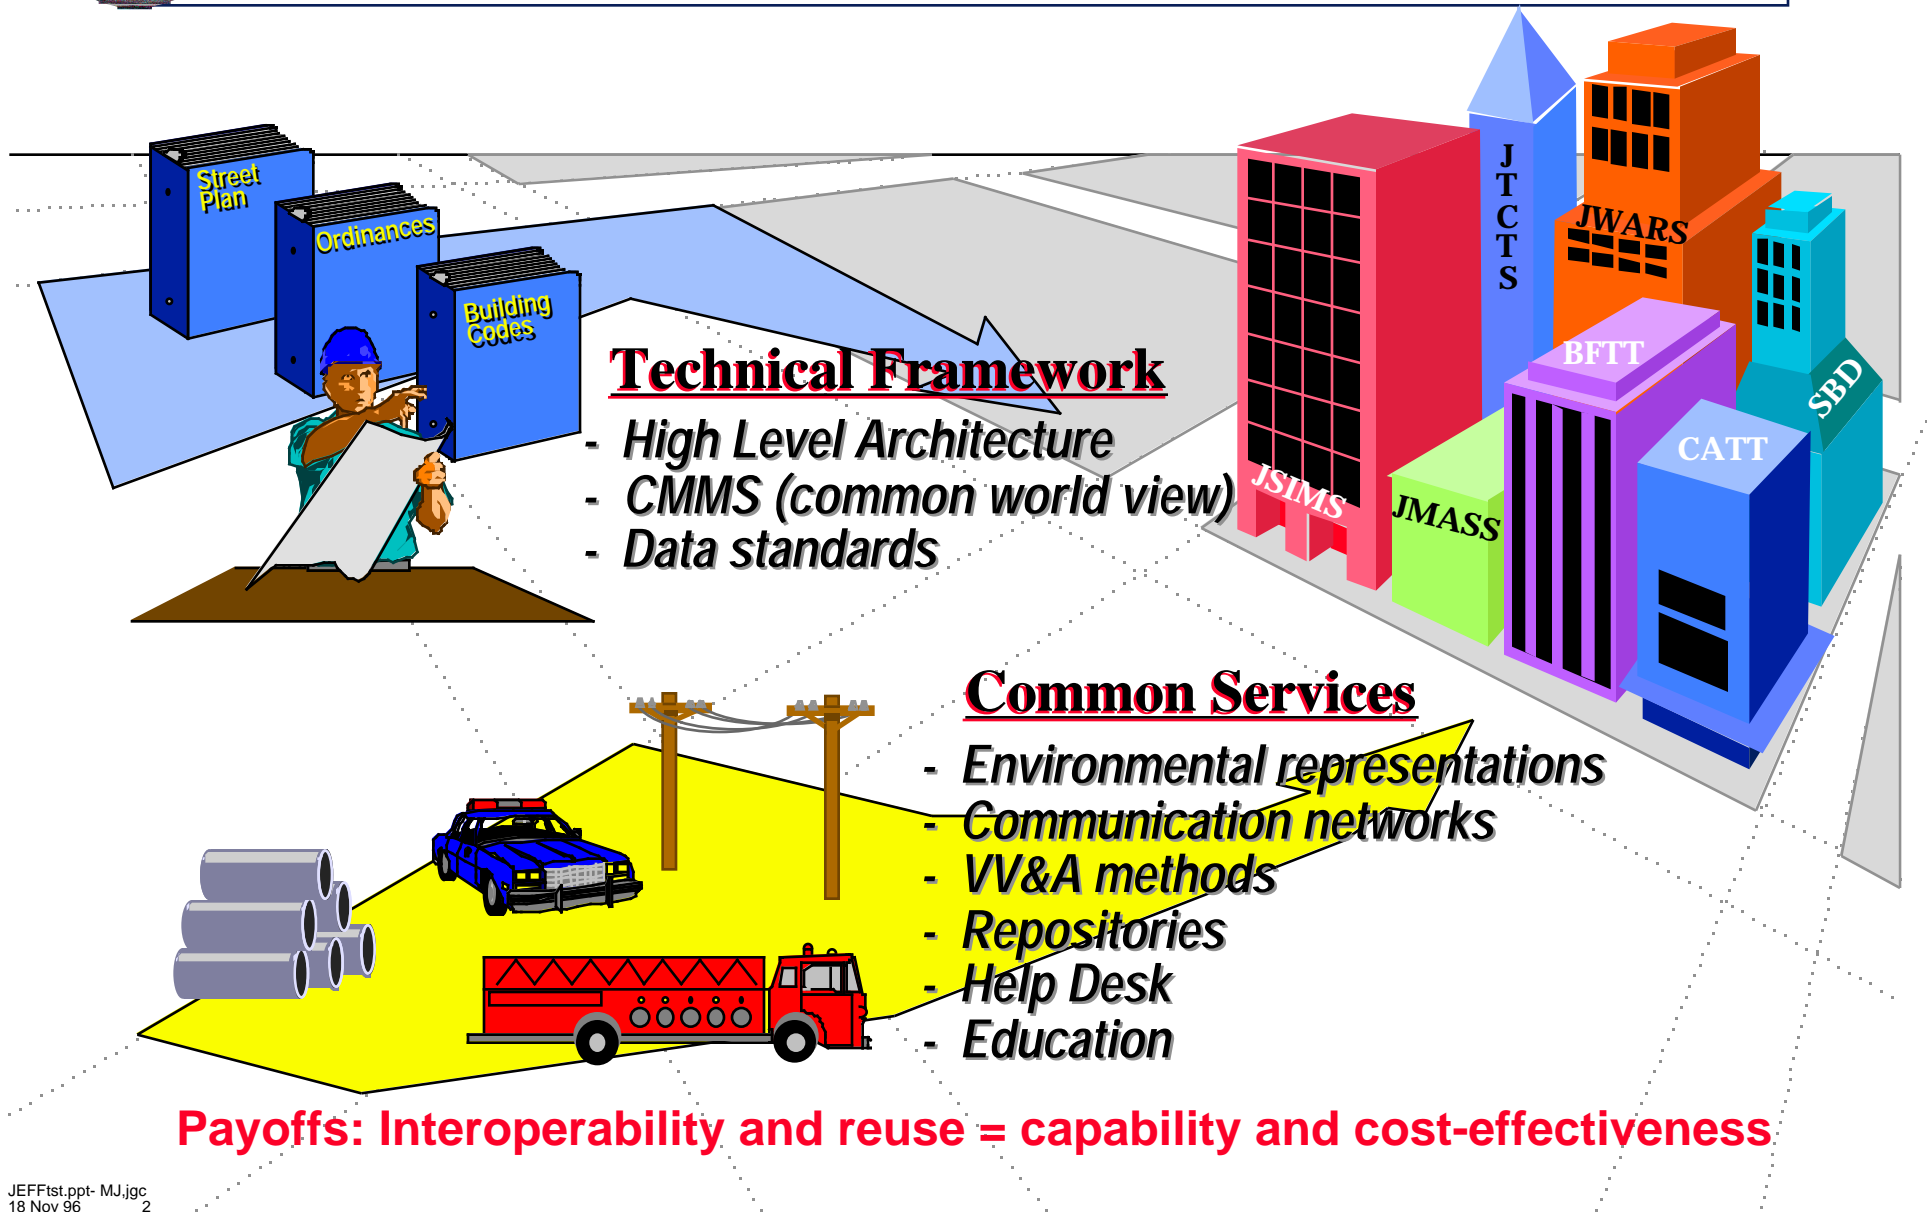 Street
Plan
Ordinances
Building
Codes
Technical Framework
- High Level Architecture
- CMMS (common world view)
- Data standards
JTCTS
JWARS
BFTT
SBD
CATT
JSIMS
JMASS
Common Services
- Environmental representations
- Communication networks
- VV&A methods
- Repositories
- Help Desk
- Education
Payoffs: Interoperability and reuse = capability and cost-effectiveness
JEFFtst.ppt- MJ,jgc
18 Nov 96 2